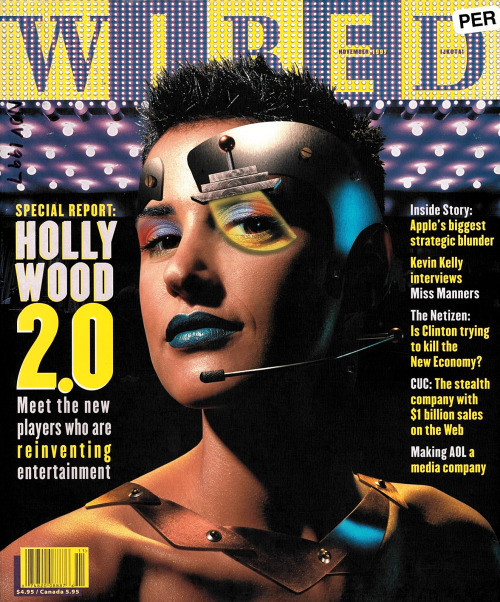 WIRED
PER
NOVEMBER 1997
NOV 1997
SPECIAL REPORT:
HOLLY
WOOD
2.0
Meet the new
players who are
reinventing
entertainment
Inside Story:
Apple's biggest
strategic blunder
Kevin Kelly
interviews
Miss Manners
The Netizen:
Is Clinton trying
to kill the
New Economy?
CUC: The stealth
company with
$1 billion sales
on the Web
Making AOL a
media company
$4.95 / Canada 5.95